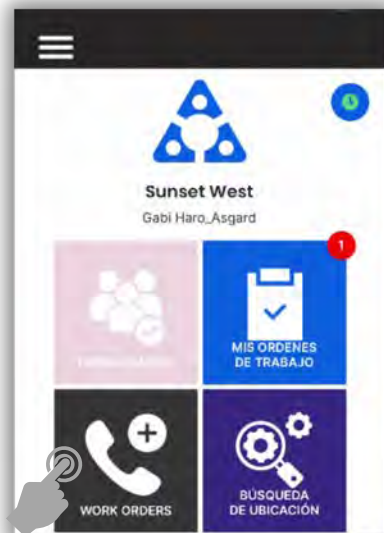 Sunset West
Gabi Haro_Asgard
1
MIS ORDENES
DE TRABAJO
WORK ORDERS
BÚSQUEDA
DE UBICACIÓN